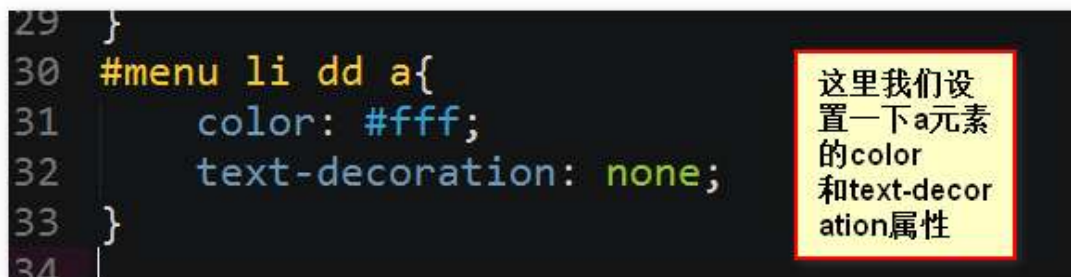 29 }
30 #menu li dd a{
31 color: #fff;
32 text-decoration: none;
33 }
34
这里我们设
置一下a元素
的color
和text-decor
ation属性